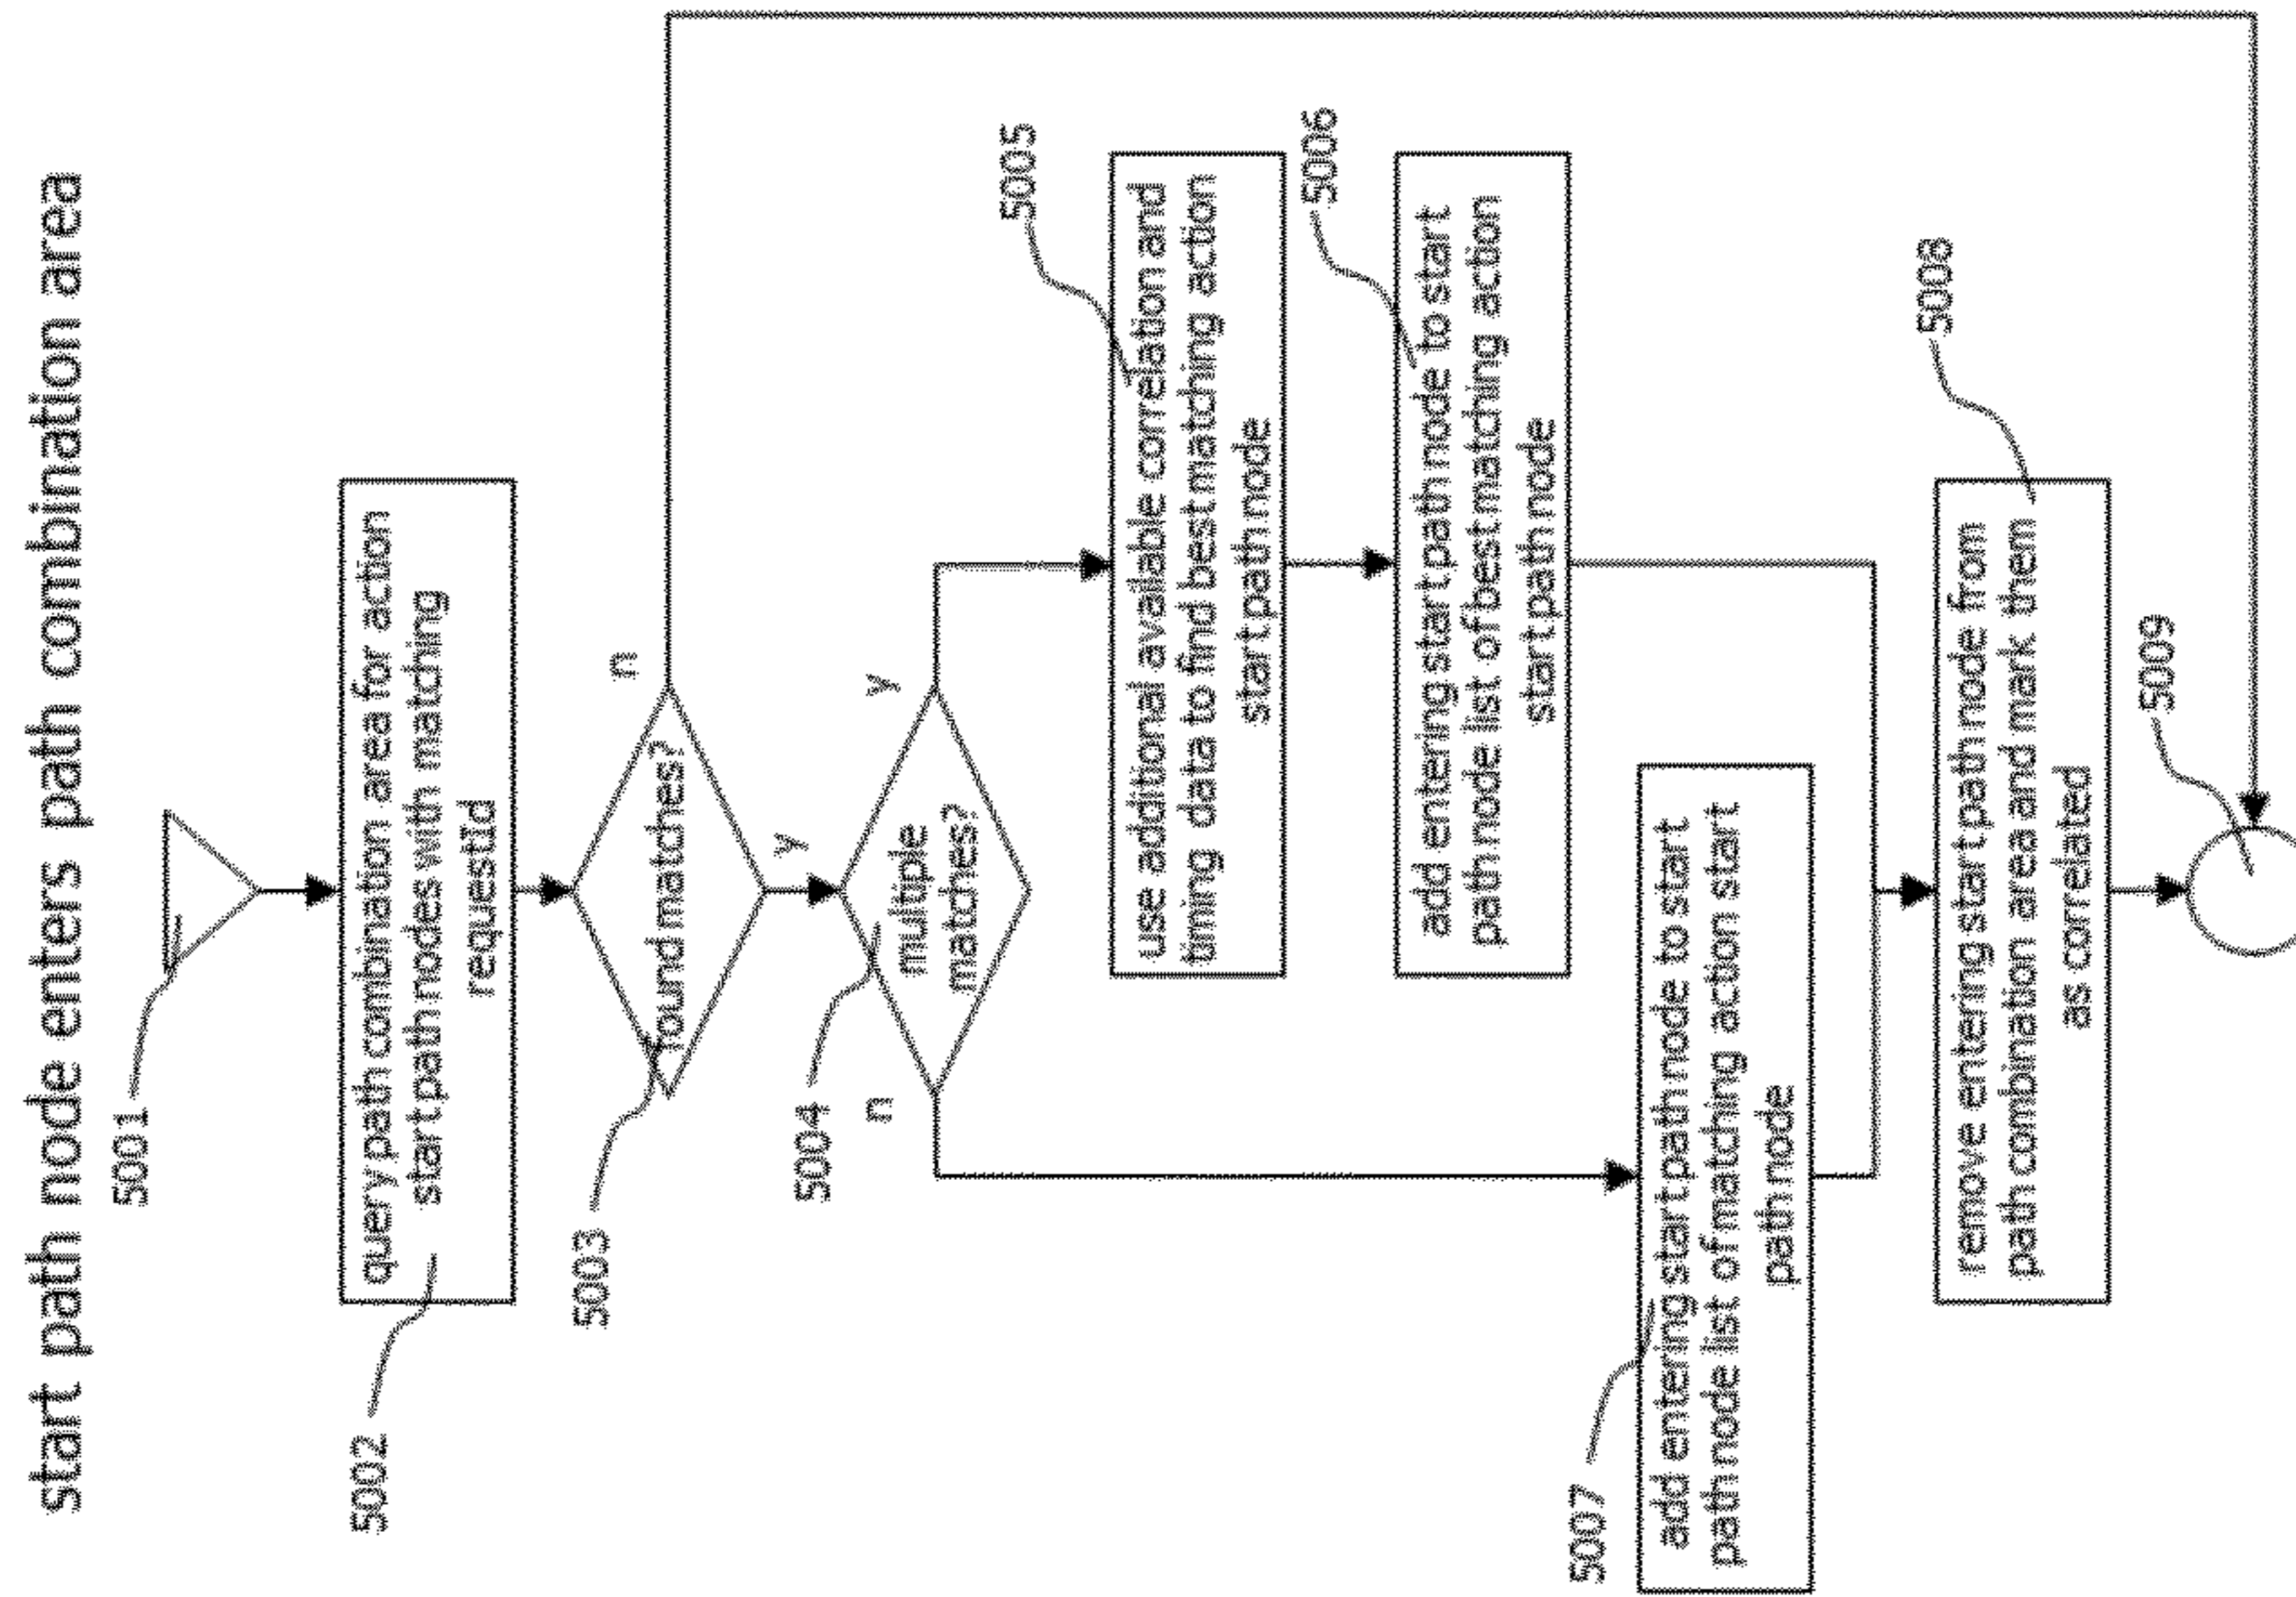 start path node enters path combination area
5001
5002
query path combination area for action
start path nodes with matching
requestId
5003
found matches?
n
y
5004
multiple
matches?
y
n
5005
use additional available correlation and
timing data to find best matching action
start path node
5006
add entering start path node to start
path node list of best matching action
start path node
5007
add entering start path node to start
path node list of matching action start
path node
5008
remove entering start path node from
path combination area and mark them
as correlated
5009